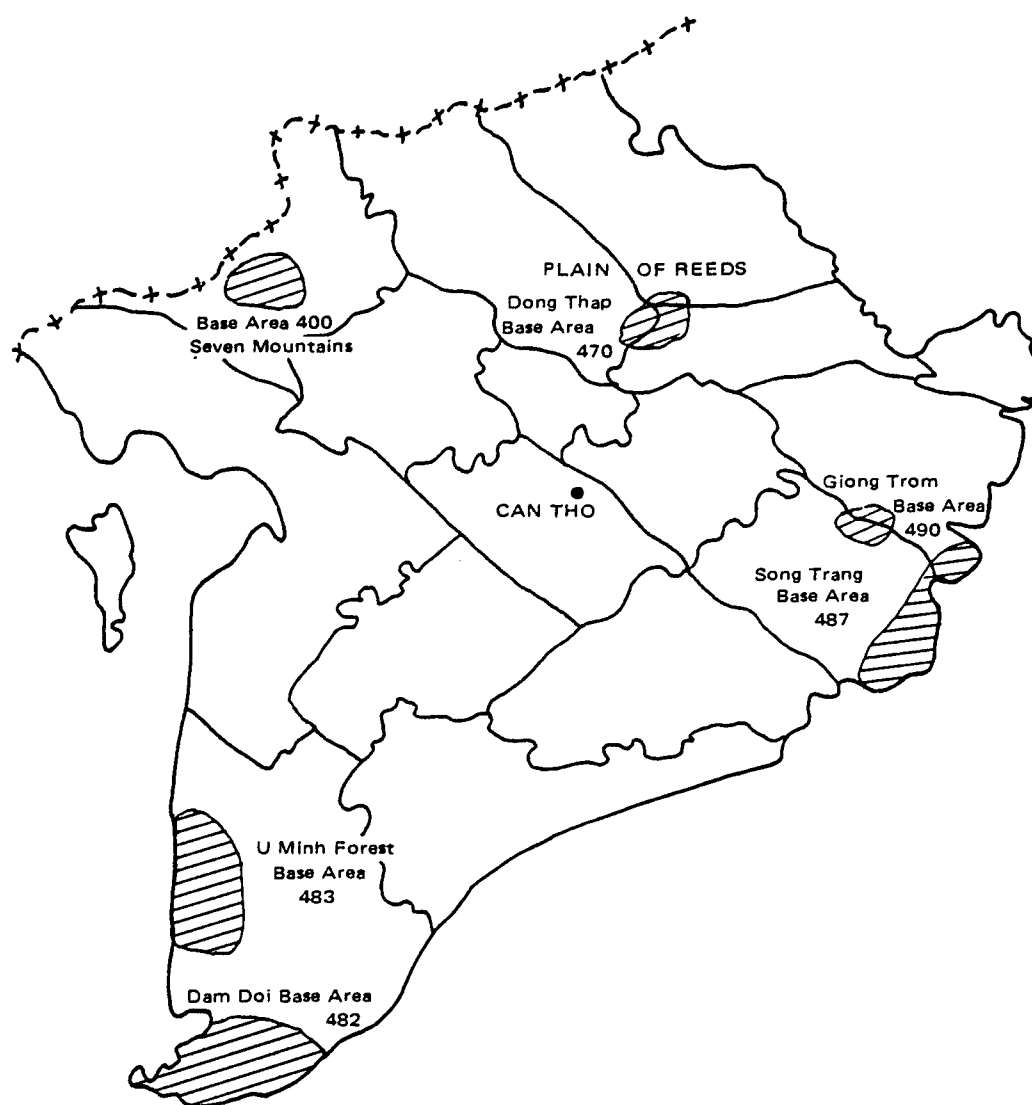 PLAIN OF REEDS
Dong Thap
Base Area
470
Base Area 400
Seven Mountains
CAN THO
Giong Trom
Base Area
490
Song Trang
Base Area
487
U Minh Forest
Base Area
483
Dam Doi Base Area
482